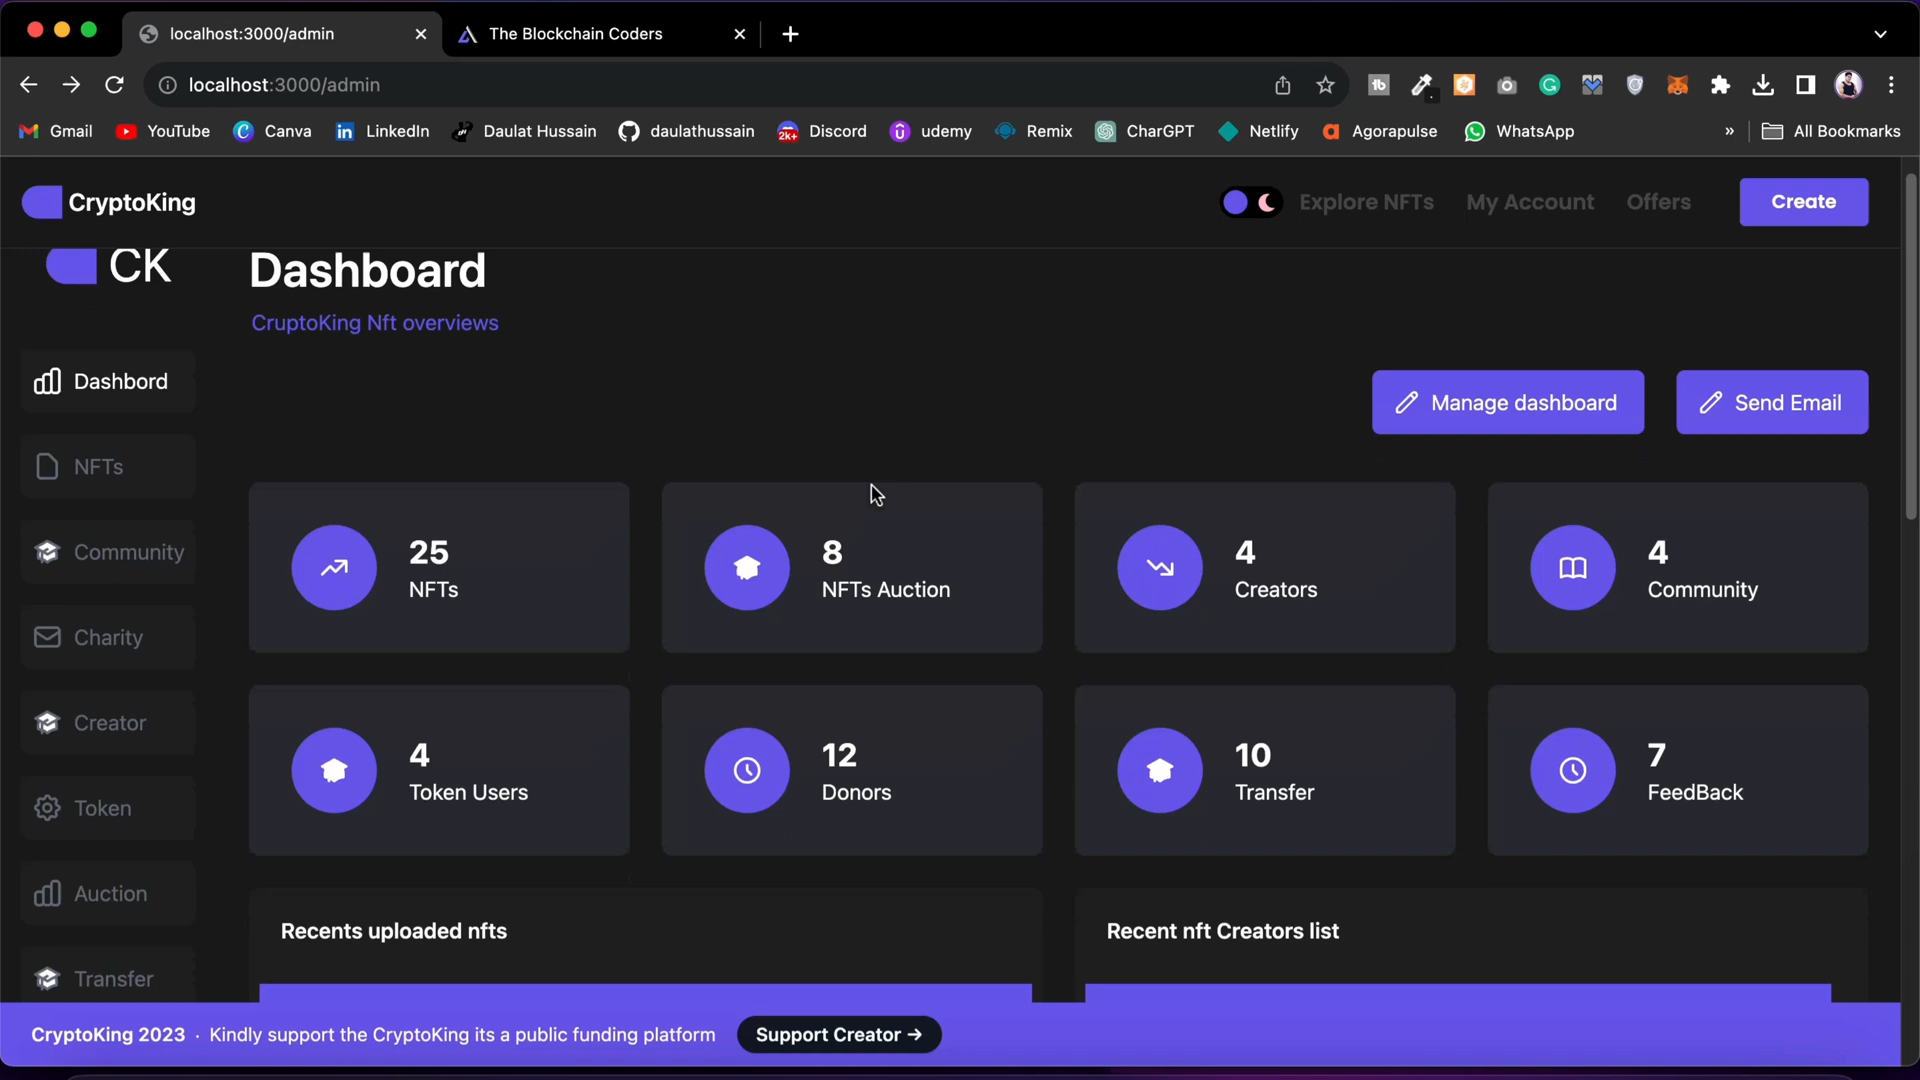 localhost:3000/admin
The Blockchain Coders
localhost:3000/admin
Gmail YouTube Canva LinkedIn Daulat Hussain daulathussain Discord udemy Remix CharGPT Netlify Agorapulse WhatsApp » All Bookmarks
CryptoKing
Explore NFTs My Account Offers Create
CK
Dashboard
CruptoKing Nft overviews
Manage dashboard Send Email
Dashbord
NFTs
Community
Charity
Creator
Token
Auction
Transfer
25
NFTs
8
NFTs Auction
4
Creators
4
Community
4
Token Users
12
Donors
10
Transfer
7
FeedBack
Recents uploaded nfts
Recent nft Creators list
CryptoKing 2023 · Kindly support the CryptoKing its a public funding platform Support Creator →